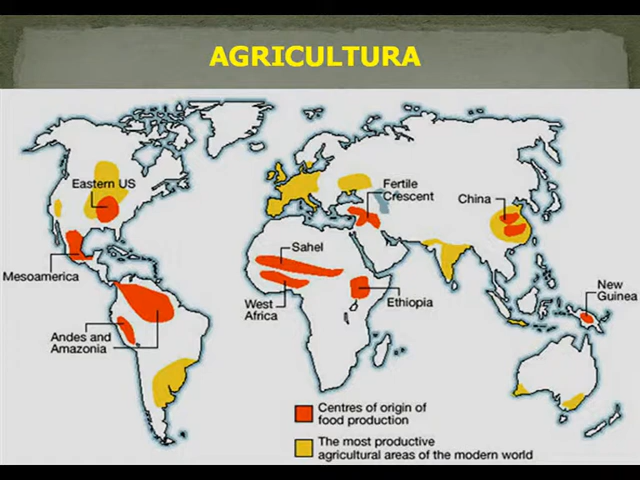 AGRICULTURA
Eastern US
Fertile
Crescent
China
Sahel
Mesoamerica
West
Africa
Ethiopia
New
Guinea
Andes and
Amazonia
Centres of origin of
food production
The most productive
agricultural areas of the modern world